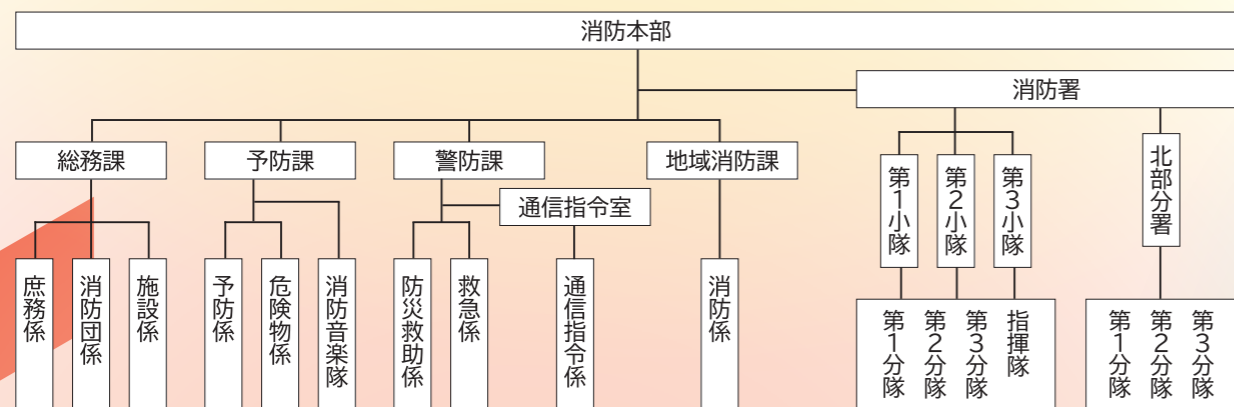 消防本部
消防署
総務課
予防課
警防課
地域消防課
通信指令室
第1小隊
第2小隊
第3小隊
北部分署
庶務係
消防団係
施設係
予防係
危険物係
消防音楽隊
防災救助係
救急係
通信指令係
消防係
第1分隊
第2分隊
第3分隊
指揮隊
第1分隊
第2分隊
第3分隊